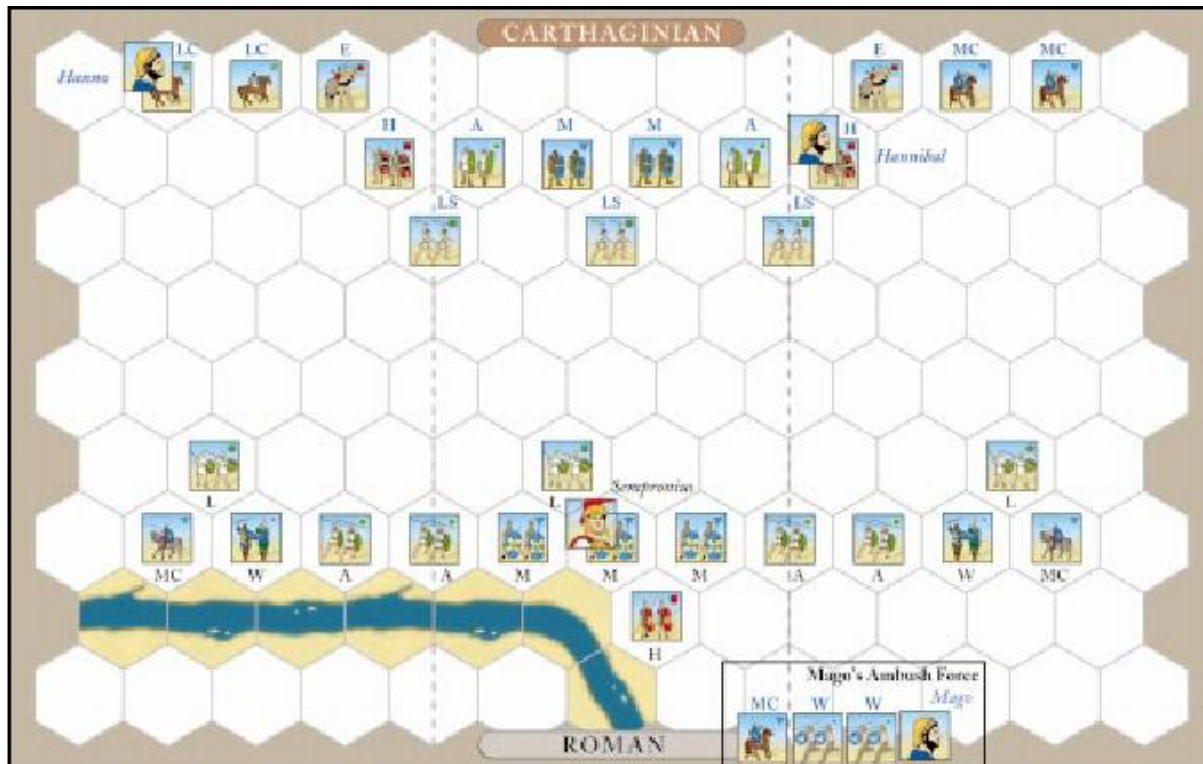 CARTHAGINIAN
LC LC E E MC MC
Hanno
H A M M A H
Hannibal
LS LS LS
Sempronius
L L L
MC W A A M M M A A W MC
H
Mago's Ambush Force
MC W W Mago
ROMAN